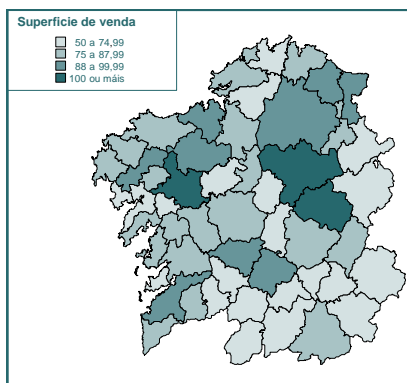 Superficie de venda
50 a 74,99
75 a 87,99
88 a 99,99
100 ou máis